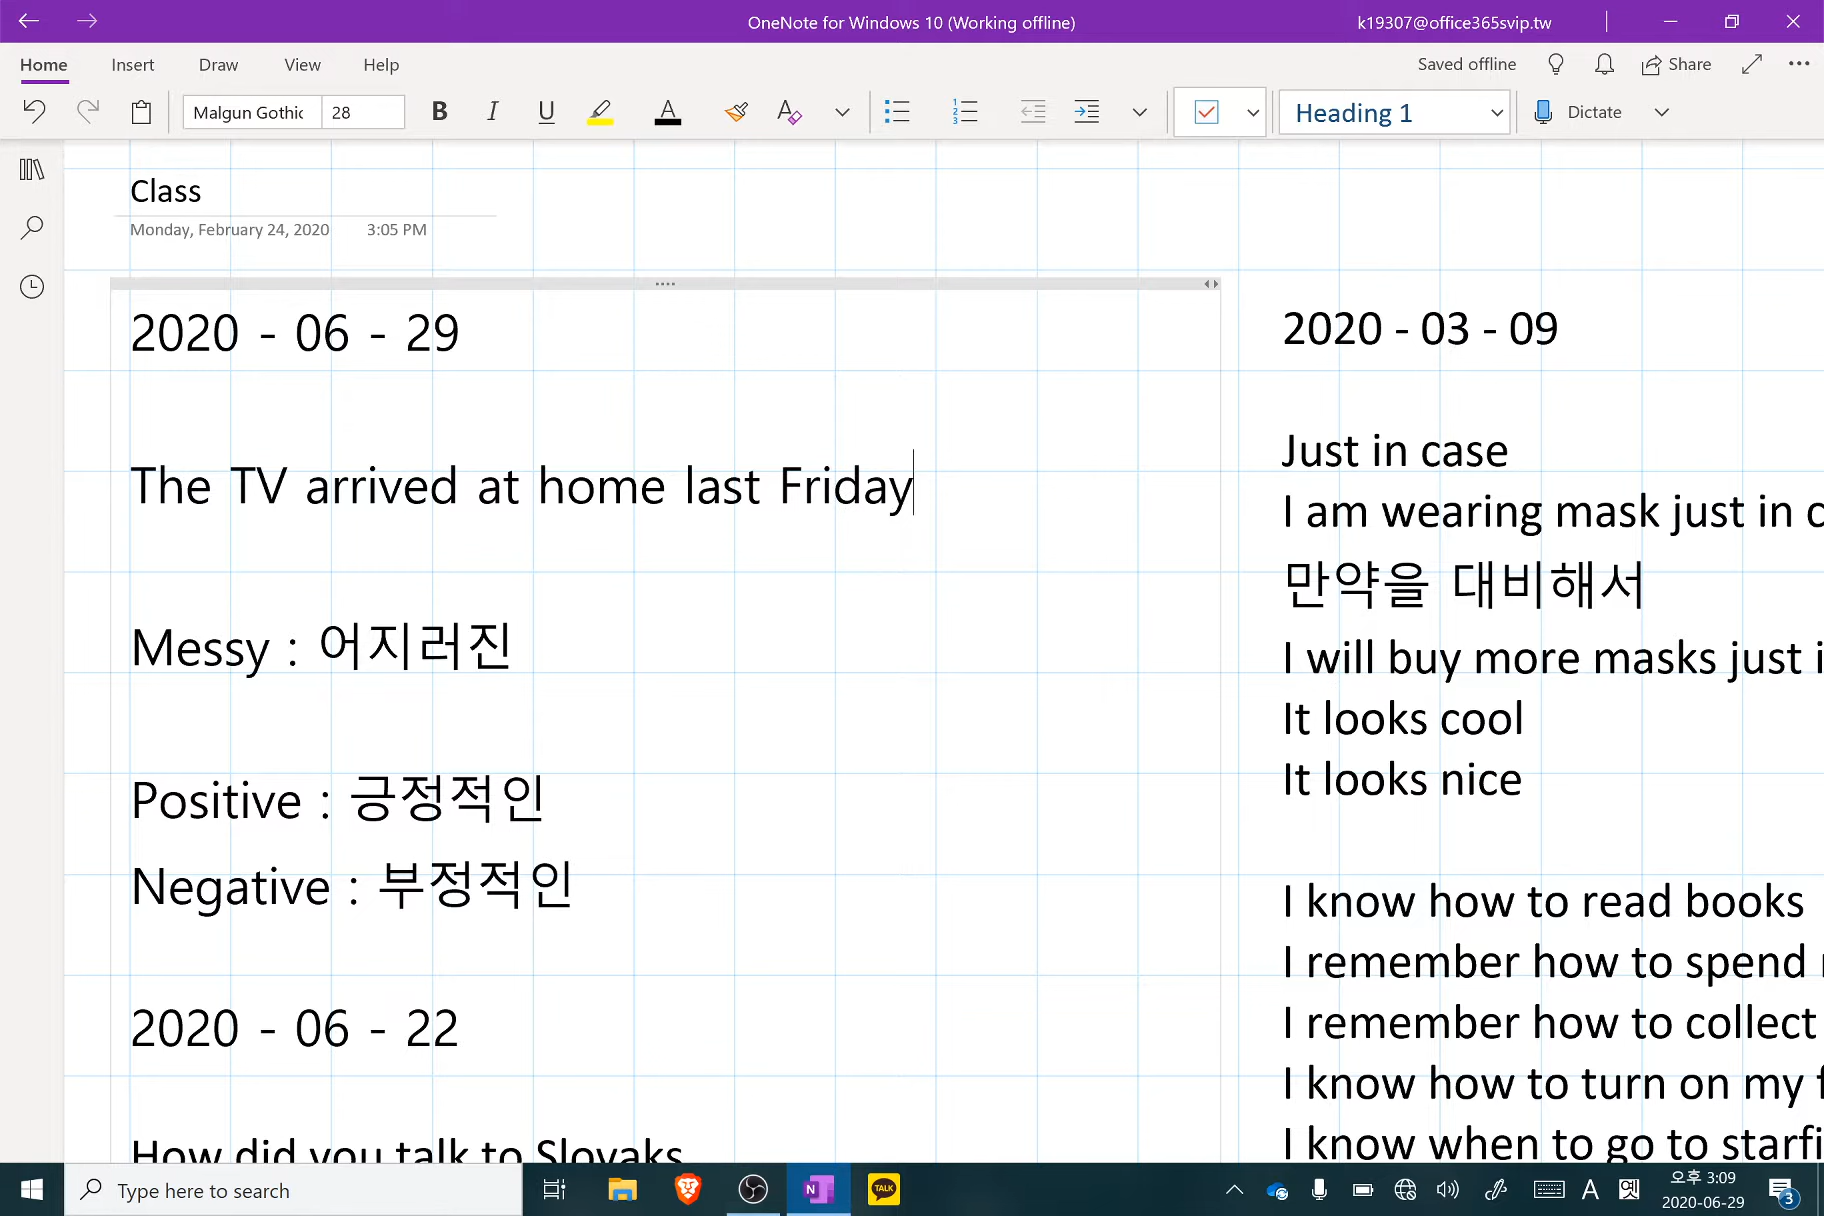 OneNote for Windows 10 (Working offline)
k19307@office365svip.tw
Home
Insert
Draw
View
Help
Saved offline
Share
Malgun Gothic
28
B
I
U
A
A
Heading 1
Dictate
Class
Monday, February 24, 2020
3:05 PM
2020 - 06 - 29
The TV arrived at home last Friday
Messy : 어지러진
Positive : 긍정적인
Negative : 부정적인
2020 - 06 - 22
How did you talk to Slovaks
2020 - 03 - 09
Just in case
I am wearing mask just in c
만약을 대비해서
I will buy more masks just i
It looks cool
It looks nice
I know how to read books
I remember how to spend
I remember how to collect
I know how to turn on my f
I know when to go to starfi
Type here to search
N
TALK
A
오후 3:09
2020-06-29
3